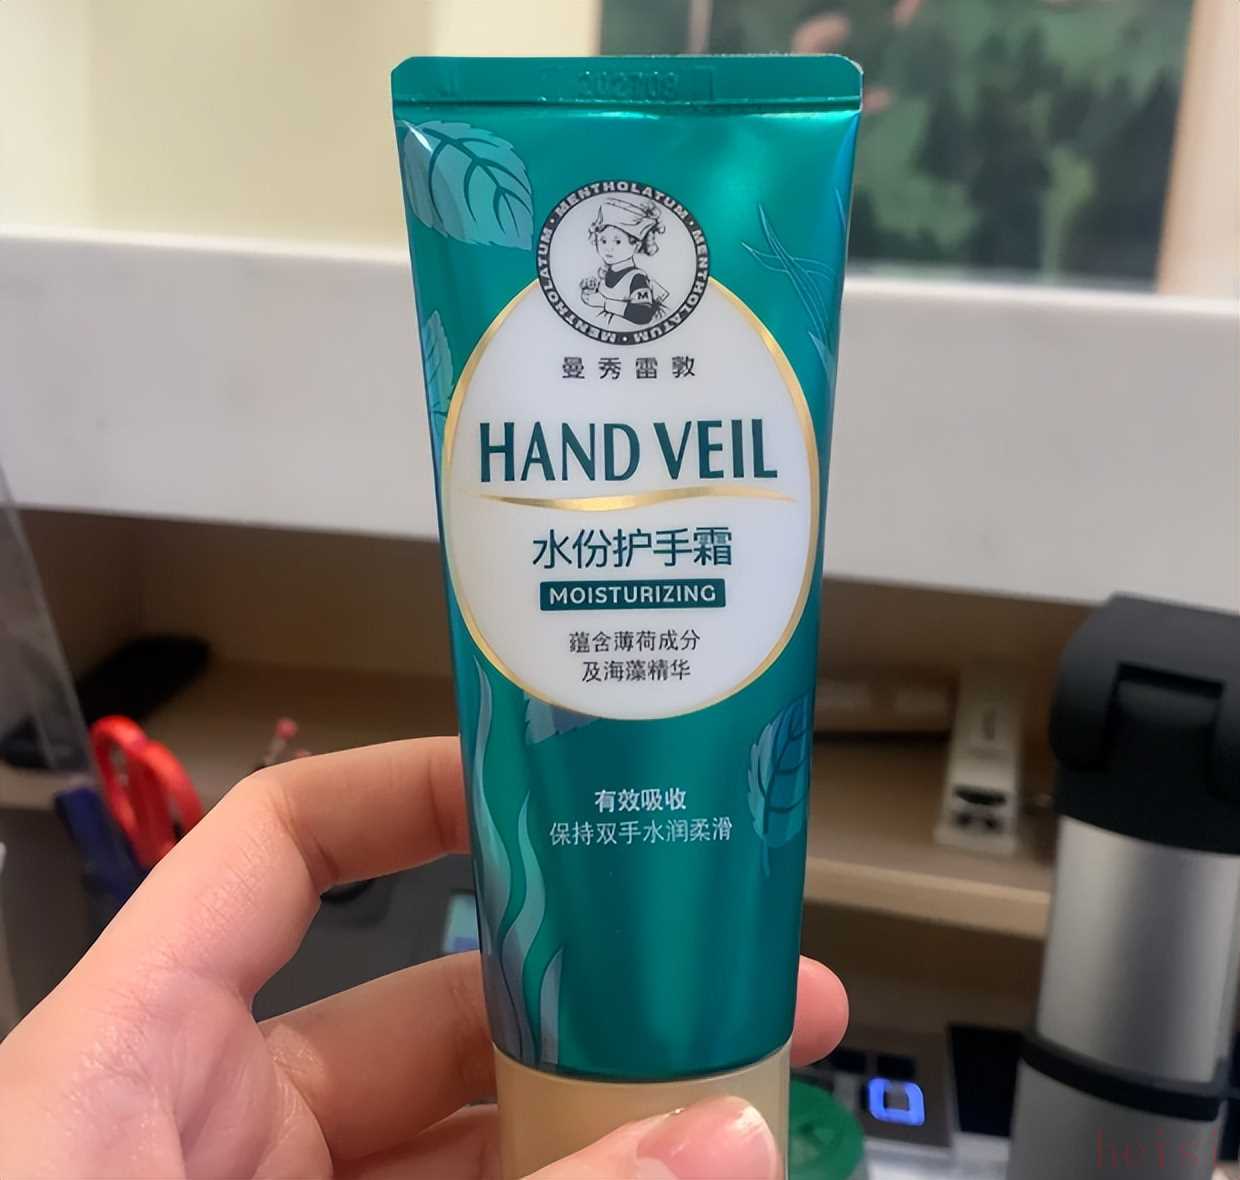 202708
MENTHOLATUM · MENTHOLATUM · MENTHOLATUM ·
M
曼秀雷敦
HAND VEIL
水份护手霜
MOISTURIZING
蕴含薄荷成分
及海藻精华
有效吸收
保持双手水润柔滑